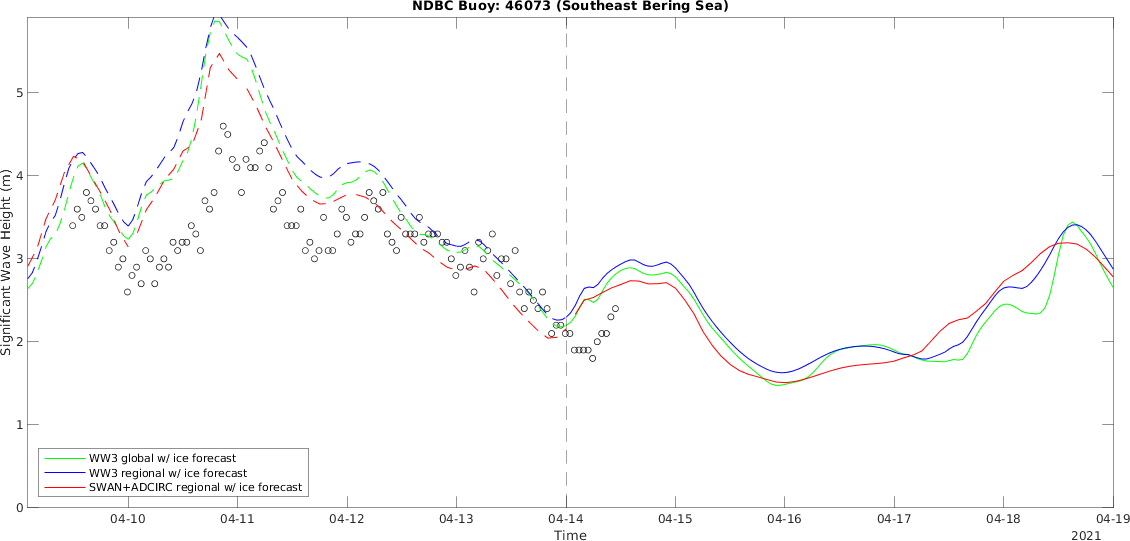 NDBC Buoy: 46073 (Southeast Bering Sea)
Significant Wave Height (m)
5
4
3
2
1
0
WW3 global w/ ice forecast
WW3 regional w/ ice forecast
SWAN+ADCIRC regional w/ ice forecast
04-10 04-11 04-12 04-13 04-14 04-15 04-16 04-17 04-18 04-19
Time
2021